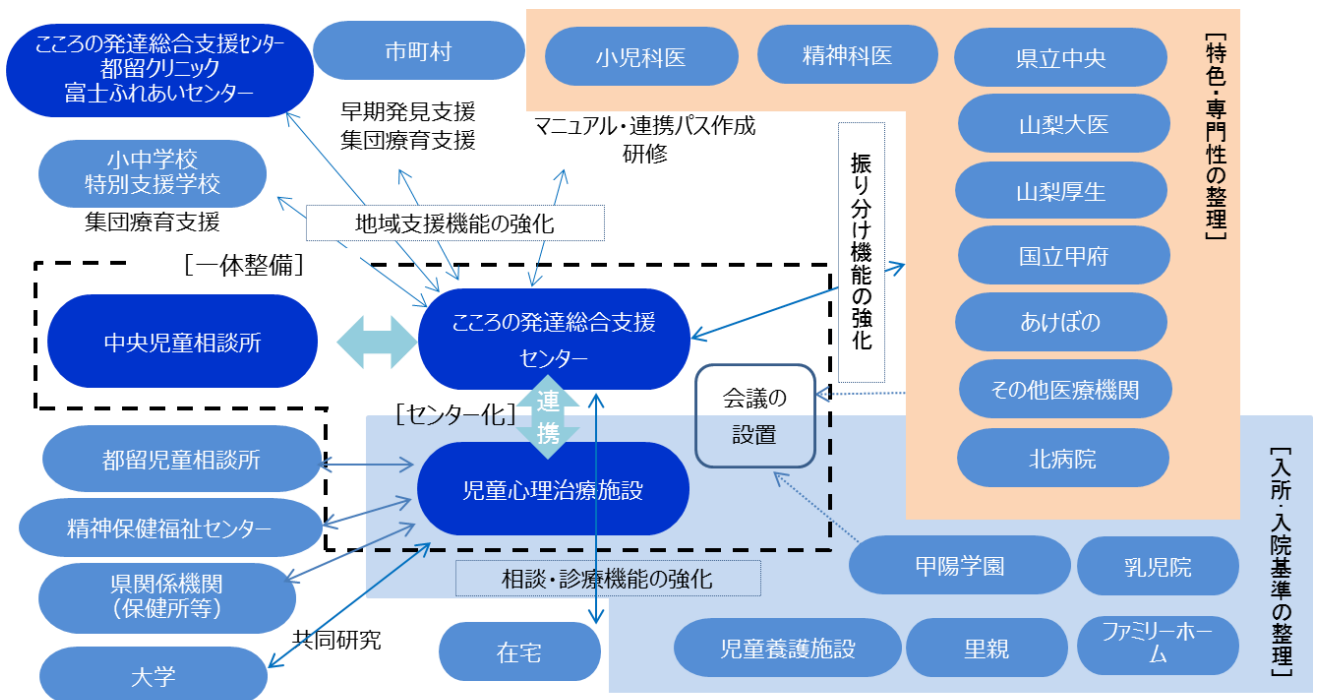 こころの発達総合支援センター
都留クリニック
富士ふれあいセンター
市町村
早期発見支援
集団療育支援
小児科医
精神科医
マニュアル・連携パス作成
研修
県立中央
山梨大医
山梨厚生
国立甲府
あけぼの
その他医療機関
北病院
[特色・専門性の整理]
小中学校
特別支援学校
集団療育支援
地域支援機能の強化
振り分け機能の強化
[一体整備]
中央児童相談所
こころの発達総合支援
センター
会議の
設置
[センター化]
連携
児童心理治療施設
都留児童相談所
精神保健福祉センター
県関係機関
(保健所等)
大学
共同研究
相談・診療機能の強化
在宅
甲陽学園
乳児院
児童養護施設
里親
ファミリーホー
ム
[入所・入院基準の整理]